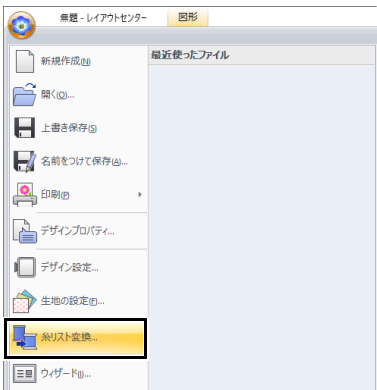 無題 - レイアウトセンター
図形
最近使ったファイル
新規作成(N)
開く(O)...
上書き保存(S)
名前をつけて保存(A)...
印刷(P)
デザインプロパティ...
デザイン設定...
生地の設定(F)...
糸リスト変換...
ウィザード(I)...